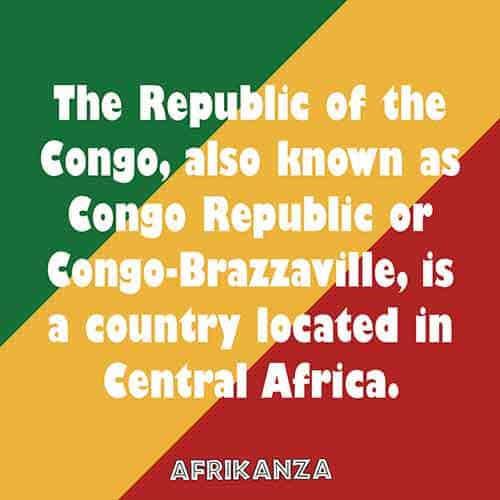 The Republic of the
Congo, also known as
Congo Republic or
Congo-Brazzaville, is
a country located in
Central Africa.
AFRIKANZA